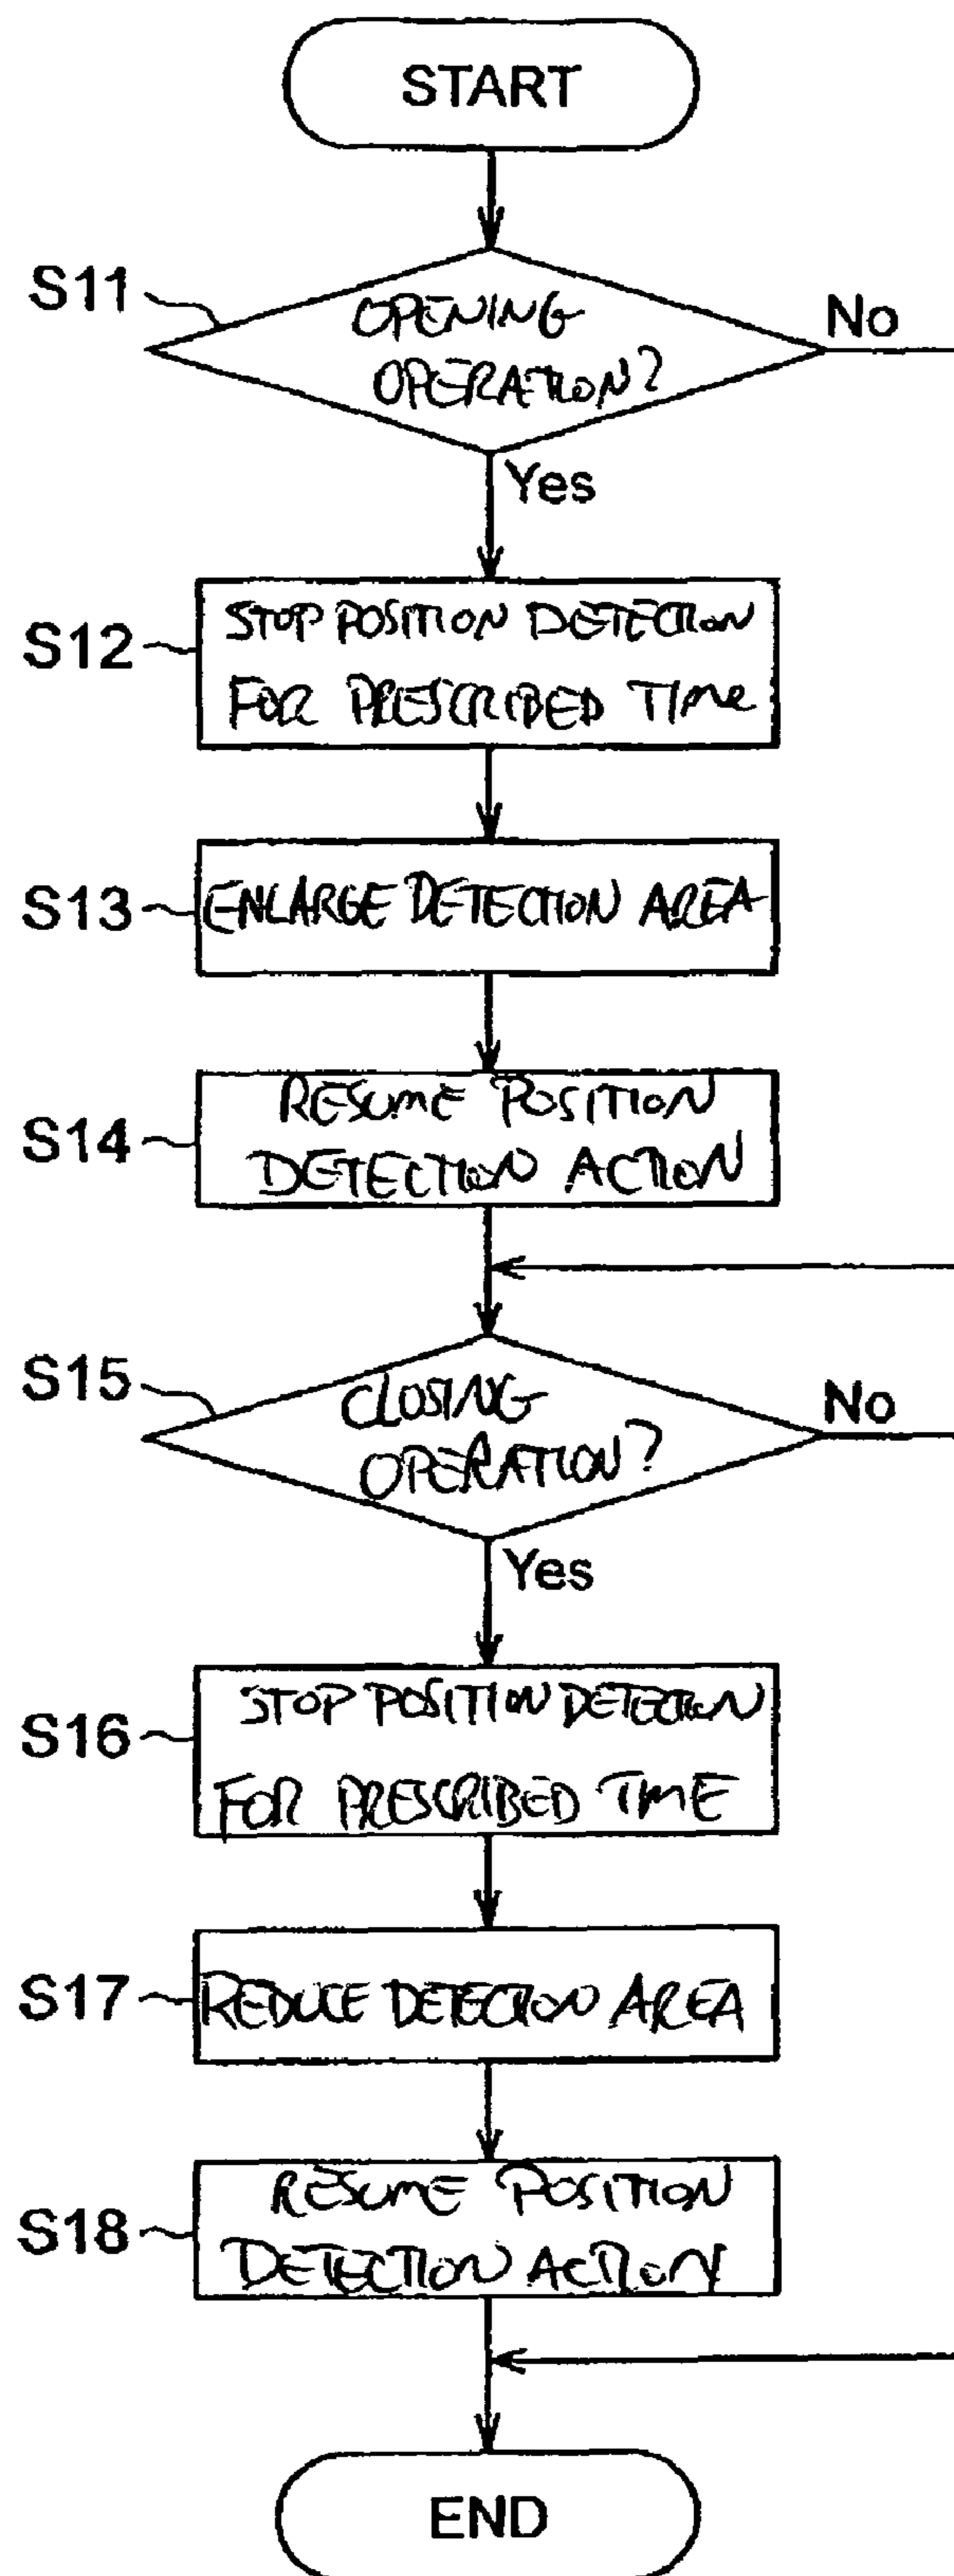 START
S11
OPENING
OPERATION?
No
Yes
S12
STOP POSITION DETECTION
FOR PRESCRIBED TIME
S13
ENLARGE DETECTION AREA
S14
RESUME POSITION
DETECTION ACTION
S15
CLOSING
OPERATION?
No
Yes
S16
STOP POSITION DETECTION
FOR PRESCRIBED TIME
S17
REDUCE DETECTION AREA
S18
RESUME POSITION
DETECTION ACTION
END